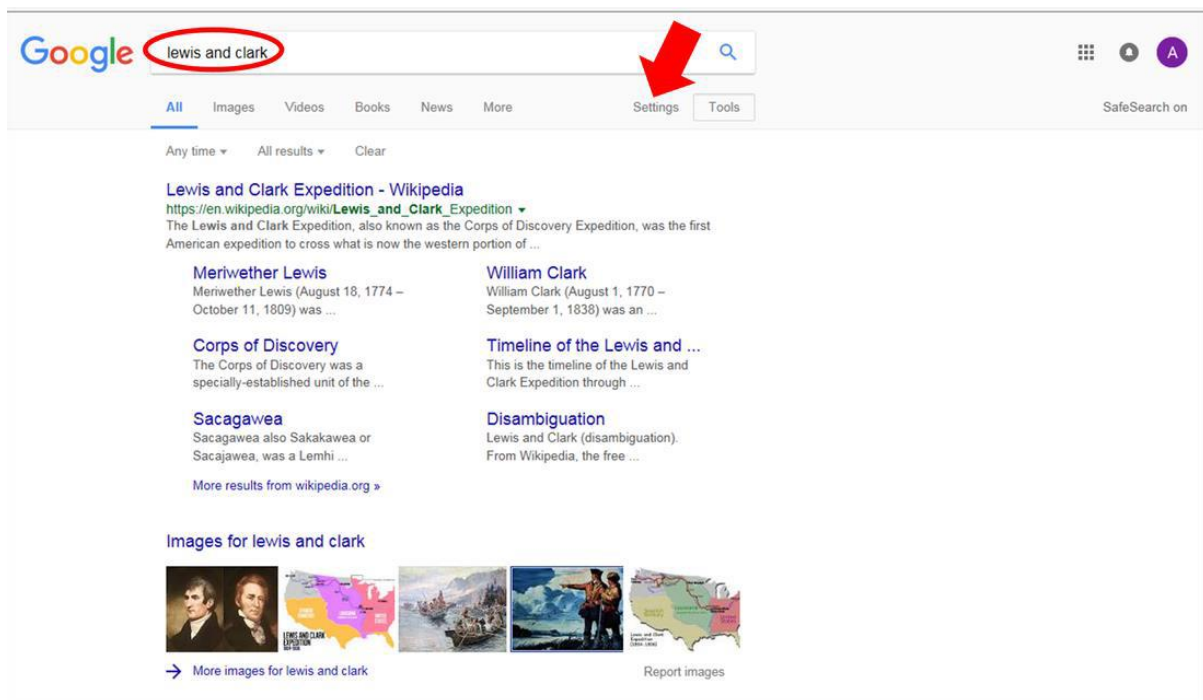 Google lewis and clark A
All Images Videos Books News More Settings Tools SafeSearch on
Any time All results Clear
Lewis and Clark Expedition - Wikipedia
https://en.wikipedia.org/wiki/Lewis_and_Clark_Expedition
The Lewis and Clark Expedition, also known as the Corps of Discovery Expedition, was the first
American expedition to cross what is now the western portion of ...
Meriwether Lewis
Meriwether Lewis (August 18, 1774 –
October 11, 1809) was ...
William Clark
William Clark (August 1, 1770 –
September 1, 1838) was an ...
Corps of Discovery
The Corps of Discovery was a
specially-established unit of the ...
Timeline of the Lewis and ...
This is the timeline of the Lewis and
Clark Expedition through ...
Sacagawea
Sacagawea also Sakakawea or
Sacajawea, was a Lemhi ...
Disambiguation
Lewis and Clark (disambiguation).
From Wikipedia, the free ...
More results from wikipedia.org »
Images for lewis and clark
LEWIS AND CLARK
EXPEDITION
More images for lewis and clark
Report images